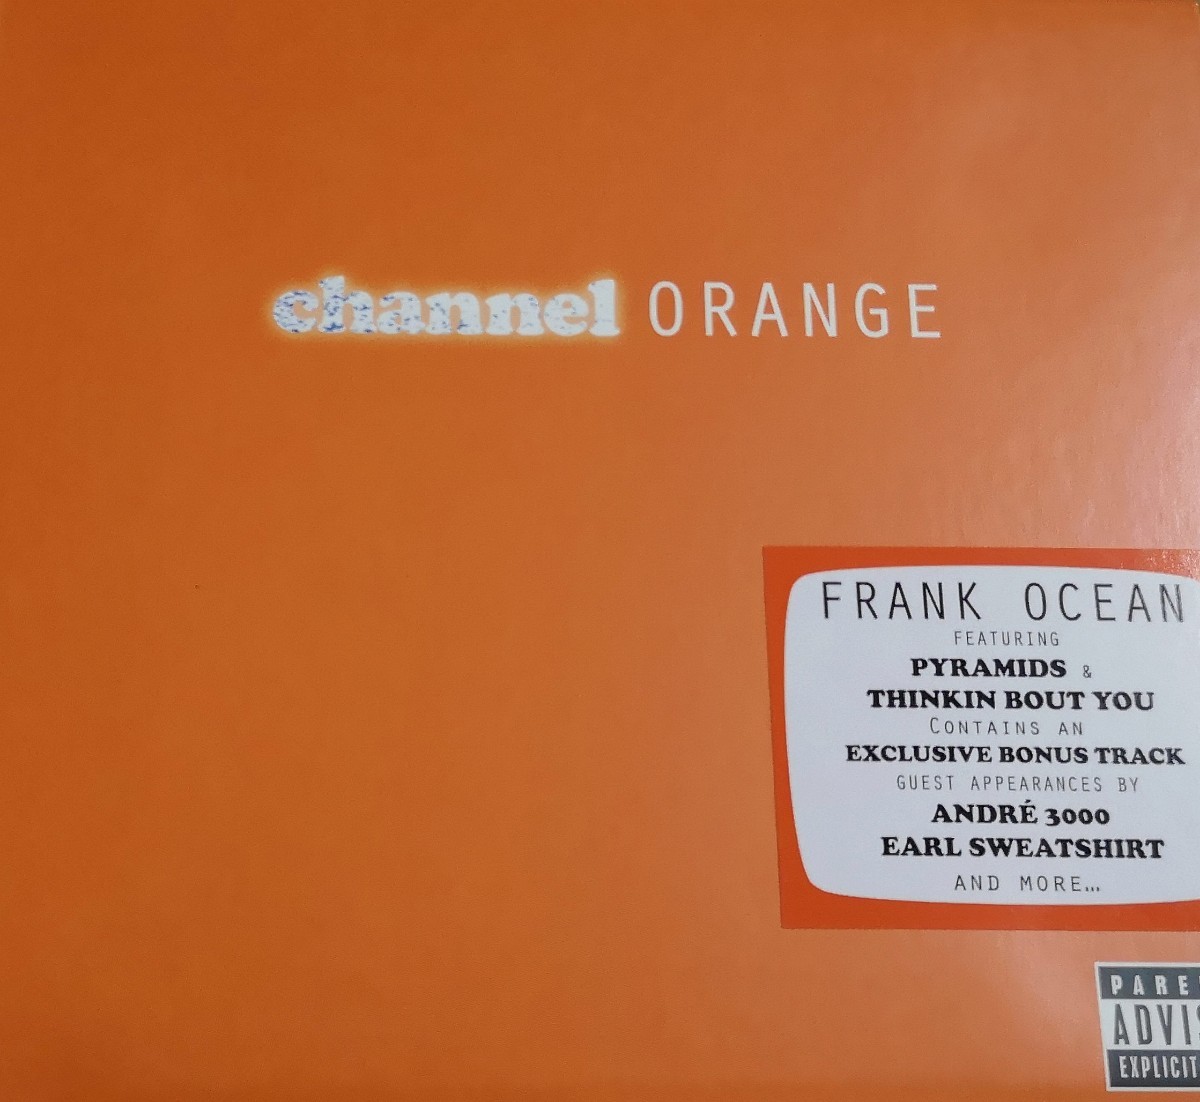 channel ORANGE
FRANK OCEAN
FEATURING
PYRAMIDS &
THINKIN BOUT YOU
CONTAINS AN
EXCLUSIVE BONUS TRACK
GUEST APPEARANCES BY
ANDRÉ 3000
EARL SWEATSHIRT
AND MORE...
EXPLICIT